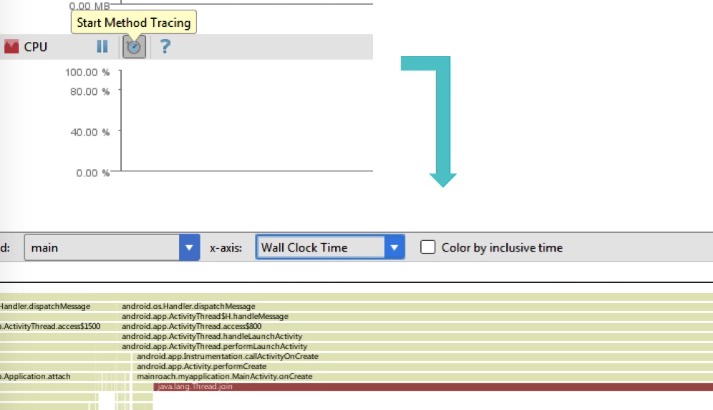 0.00 MB
Start Method Tracing
CPU
?
100.00 %
80.00 %
40.00 %
0.00 %
d: main x-axis: Wall Clock Time Color by inclusive time
Handler.dispatchMessage android.os.Handler.dispatchMessage
android.app.ActivityThread$H.handleMessage
.ActivityThread.access$1500 android.app.ActivityThread.access$800
android.app.ActivityThread.handleLaunchActivity
android.app.ActivityThread.performLaunchActivity
android.app.Instrumentation.callActivityOnCreate
android.app.Activity.performCreate
.Application.attach mainroach.myapplication.MainActivity.onCreate
java.lang.Thread.join